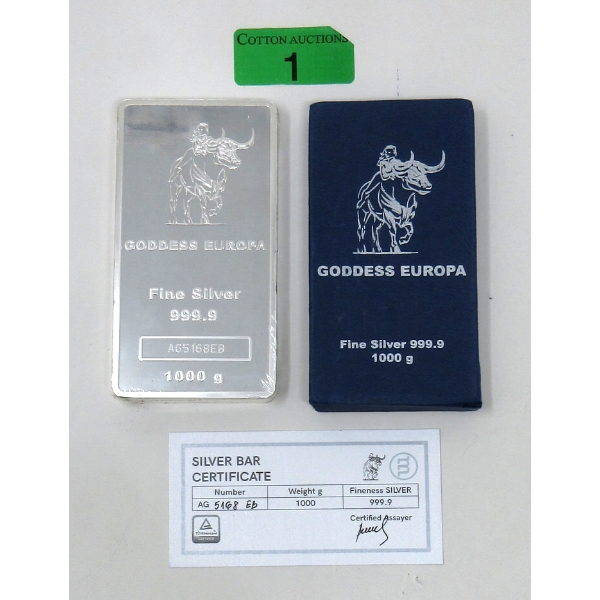 COTTON AUCTIONS
1
GODDESS EUROPA
Fine Silver
999.9
AG5168EB
1000 g
GODDESS EUROPA
Fine Silver 999.9
1000 g
SILVER BAR
CERTIFICATE
Number Weight g Fineness SILVER
AG 5168 EB 1000 999.9
Certified Assayer